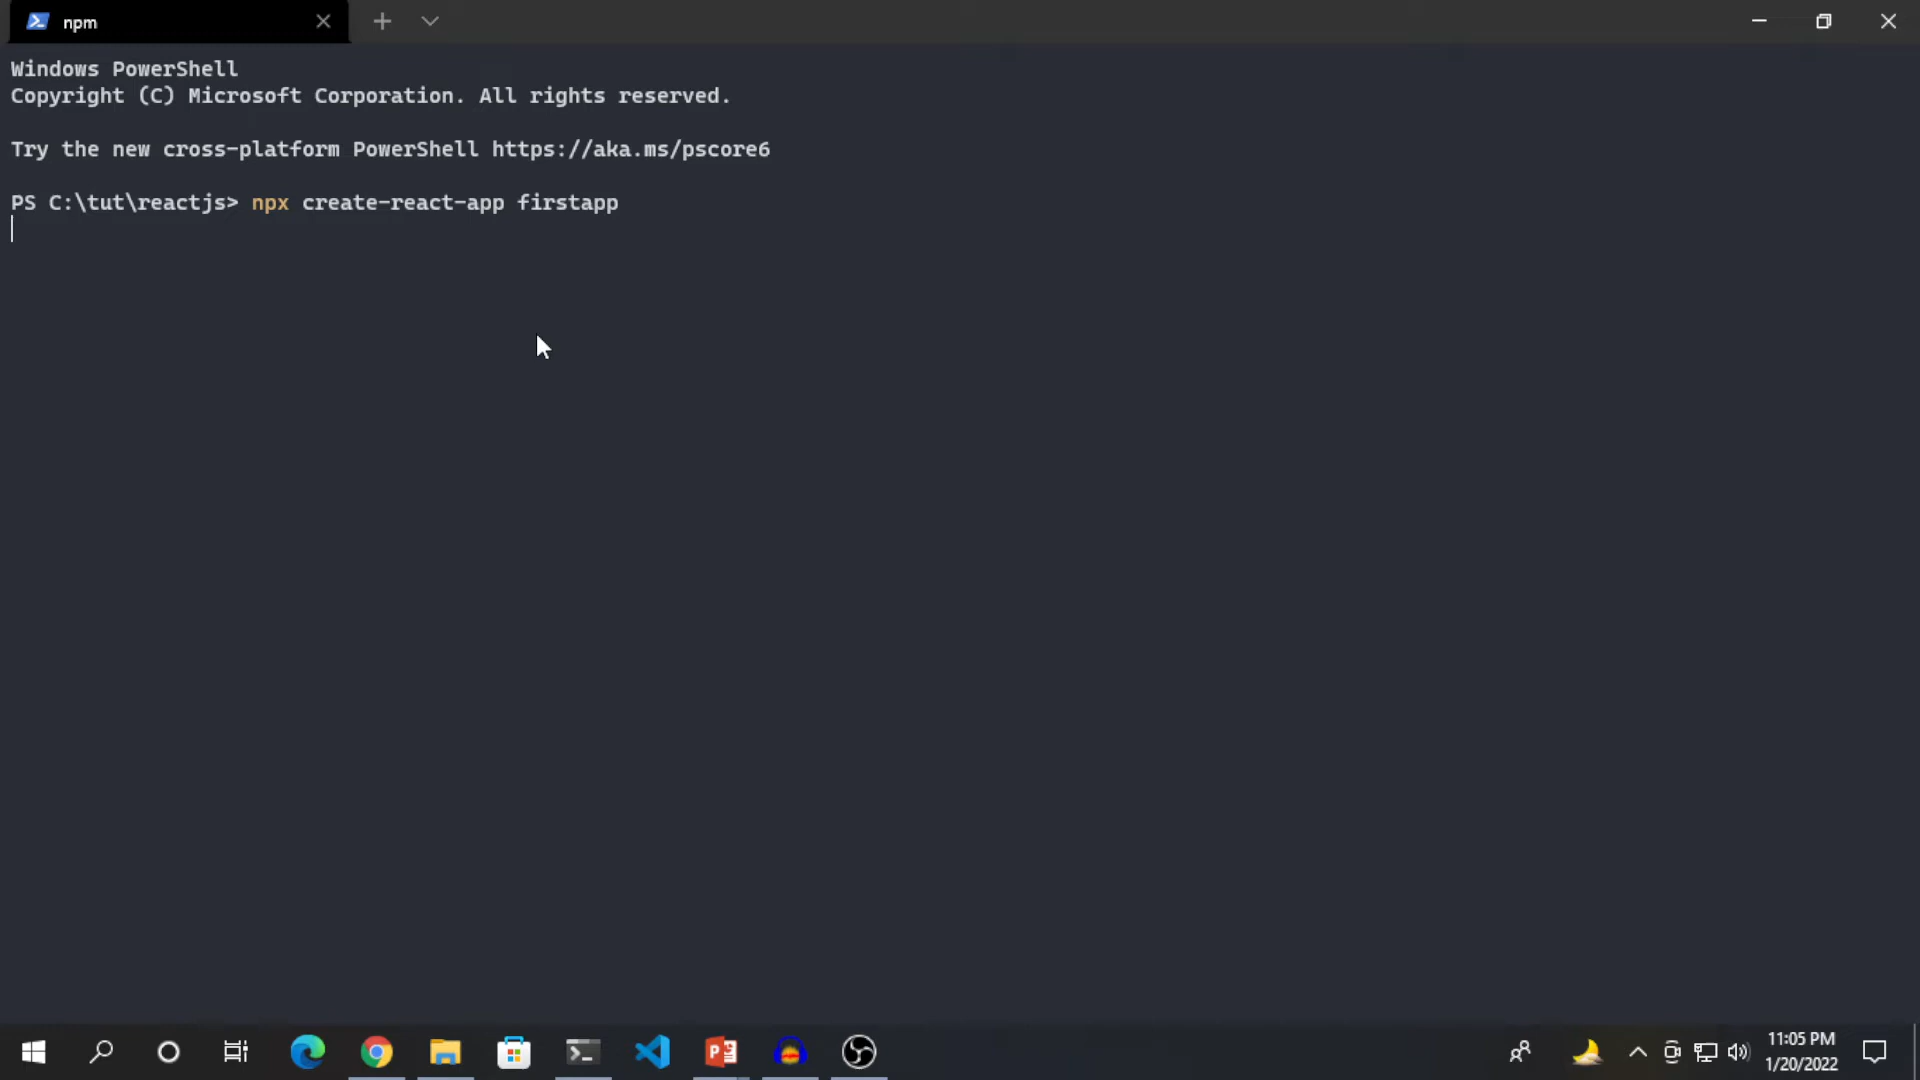 npm
Windows PowerShell
Copyright (C) Microsoft Corporation. All rights reserved.
Try the new cross-platform PowerShell https://aka.ms/pscore6
PS C:\tut\reactjs> npx create-react-app firstapp
11:05 PM
1/20/2022